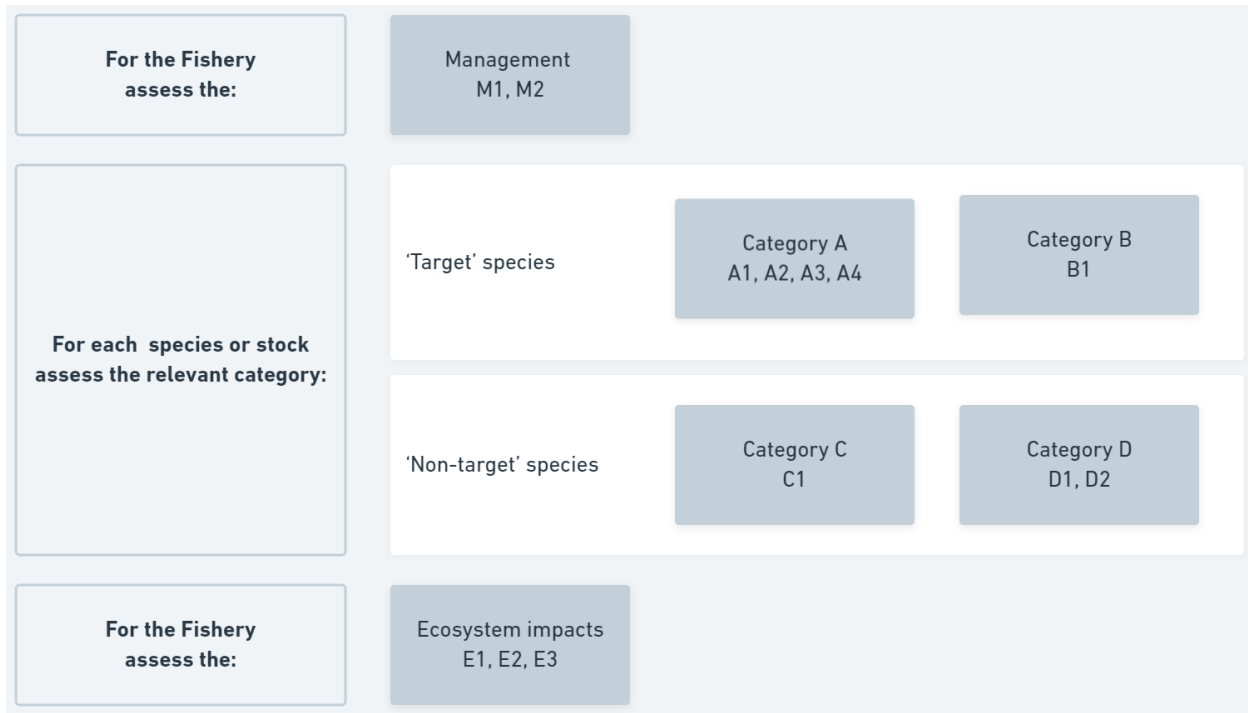 For the Fishery
assess the:
Management
M1, M2
For each  species or stock
assess the relevant category:
‘Target’ species
Category A
A1, A2, A3, A4
Category B
B1
‘Non-target’ species
Category C
C1
Category D
D1, D2
For the Fishery
assess the:
Ecosystem impacts
E1, E2, E3